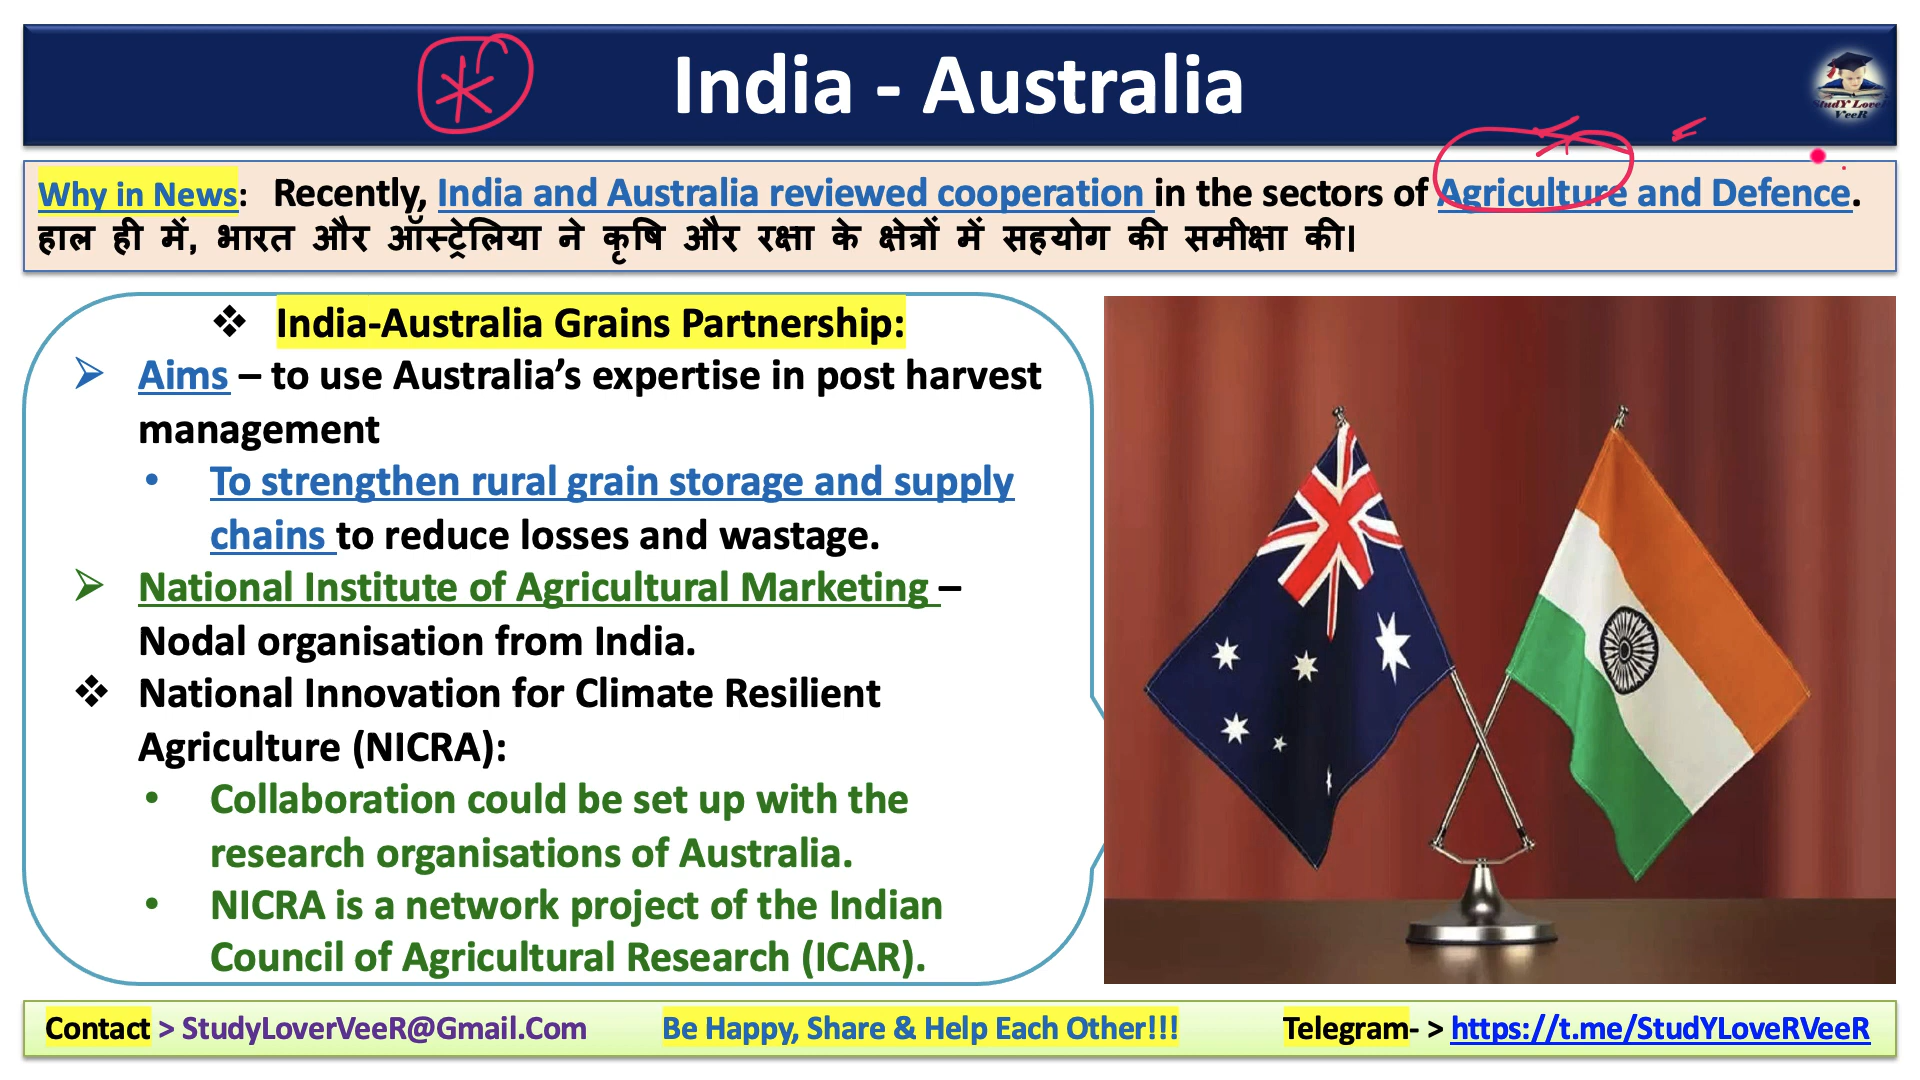 India - Australia
StudY LoveR
VeeR
Why in News: Recently, India and Australia reviewed cooperation in the sectors of Agriculture and Defence.
हाल ही में, भारत और ऑस्ट्रेलिया ने कृषि और रक्षा के क्षेत्रों में सहयोग की समीक्षा की।
❖ India-Australia Grains Partnership:
➢ Aims – to use Australia’s expertise in post harvest
management
• To strengthen rural grain storage and supply
chains to reduce losses and wastage.
➢ National Institute of Agricultural Marketing –
Nodal organisation from India.
❖ National Innovation for Climate Resilient
Agriculture (NICRA):
• Collaboration could be set up with the
research organisations of Australia.
• NICRA is a network project of the Indian
Council of Agricultural Research (ICAR).
Contact > StudyLoverVeeR@Gmail.Com Be Happy, Share & Help Each Other!!! Telegram- > https://t.me/StudYLoveRVeeR